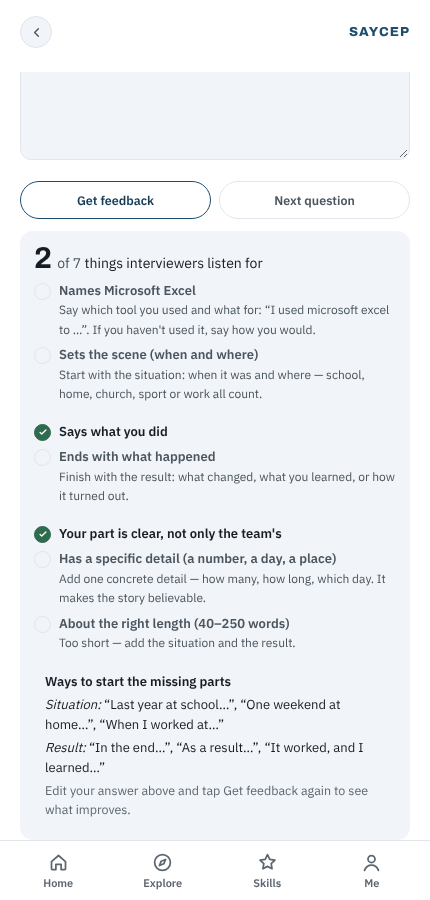 SAYCEP
Get feedback
Next question
2 of 7 things interviewers listen for
Names Microsoft Excel
Say which tool you used and what for: “I used microsoft excel
to …”. If you haven't used it, say how you would.
Sets the scene (when and where)
Start with the situation: when it was and where — school,
home, church, sport or work all count.
Says what you did
Ends with what happened
Finish with the result: what changed, what you learned, or how
it turned out.
Your part is clear, not only the team's
Has a specific detail (a number, a day, a place)
Add one concrete detail — how many, how long, which day. It
makes the story believable.
About the right length (40–250 words)
Too short — add the situation and the result.
Ways to start the missing parts
Situation: “Last year at school…”, “One weekend at
home…”, “When I worked at…”
Result: “In the end…”, “As a result…”, “It worked, and I
learned…”
Edit your answer above and tap Get feedback again to see
what improves.
Home
Explore
Skills
Me